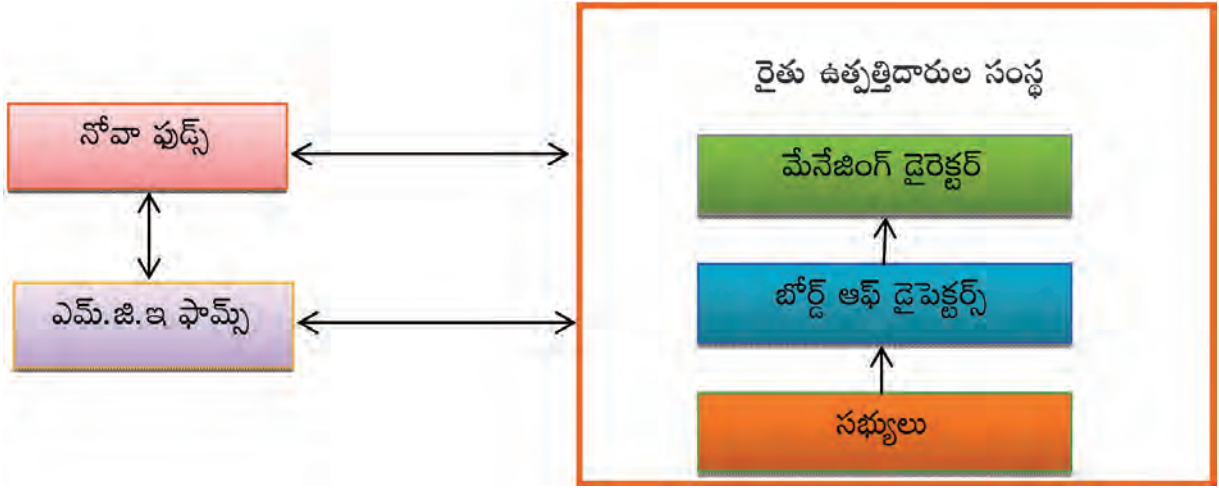 రైతు ఉత్పత్తిదారుల సంస్థ
నోవా ఫుడ్స్
మేనేజింగ్ డైరెక్టర్
ఎమ్.జి.ఇ ఫామ్స్
బోర్డ్ ఆఫ్ డైపెక్టర్స్
సభ్యులు